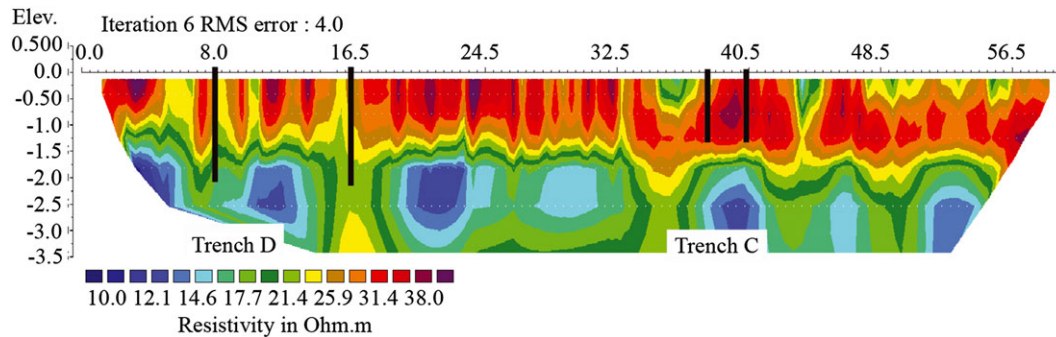 Elev.
Iteration 6 RMS error : 4.0
0.500
0.0 8.0 16.5 24.5 32.5 40.5 48.5 56.5
0.0
-0.50
-1.0
-1.5
-2.0
-2.5
-3.0
-3.5
Trench D Trench C
10.0 12.1 14.6 17.7 21.4 25.9 31.4 38.0
Resistivity in Ohm.m